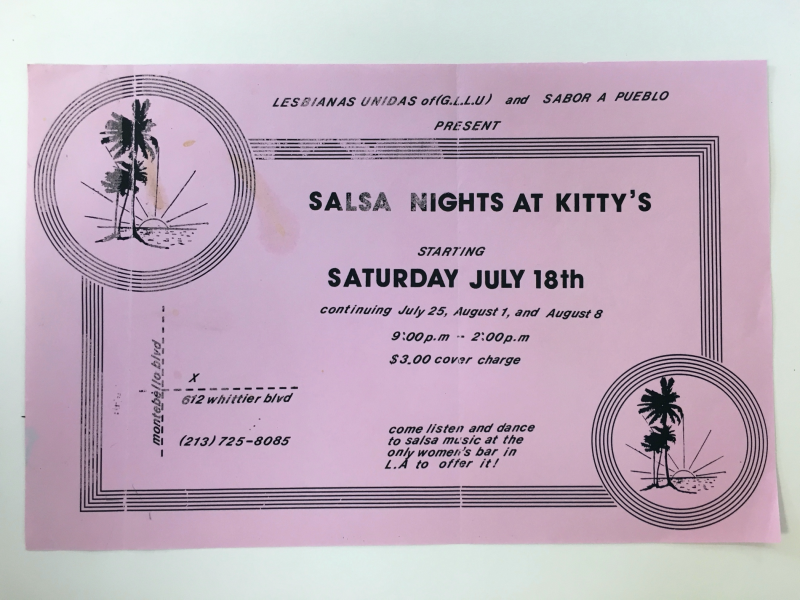 LESBIANAS UNIDAS of(G.L.L.U) and SABOR A PUEBLO
PRESENT
SALSA NIGHTS AT KITTY'S
STARTING
SATURDAY JULY 18th
continuing July 25, August 1, and August 8
9:00p.m -- 2:00p.m
$3.00 cover charge
montebello blvd
X
612 whittier blvd
(213) 725-8085
come listen and dance
to salsa music at the
only women's bar in
L.A to offer it!